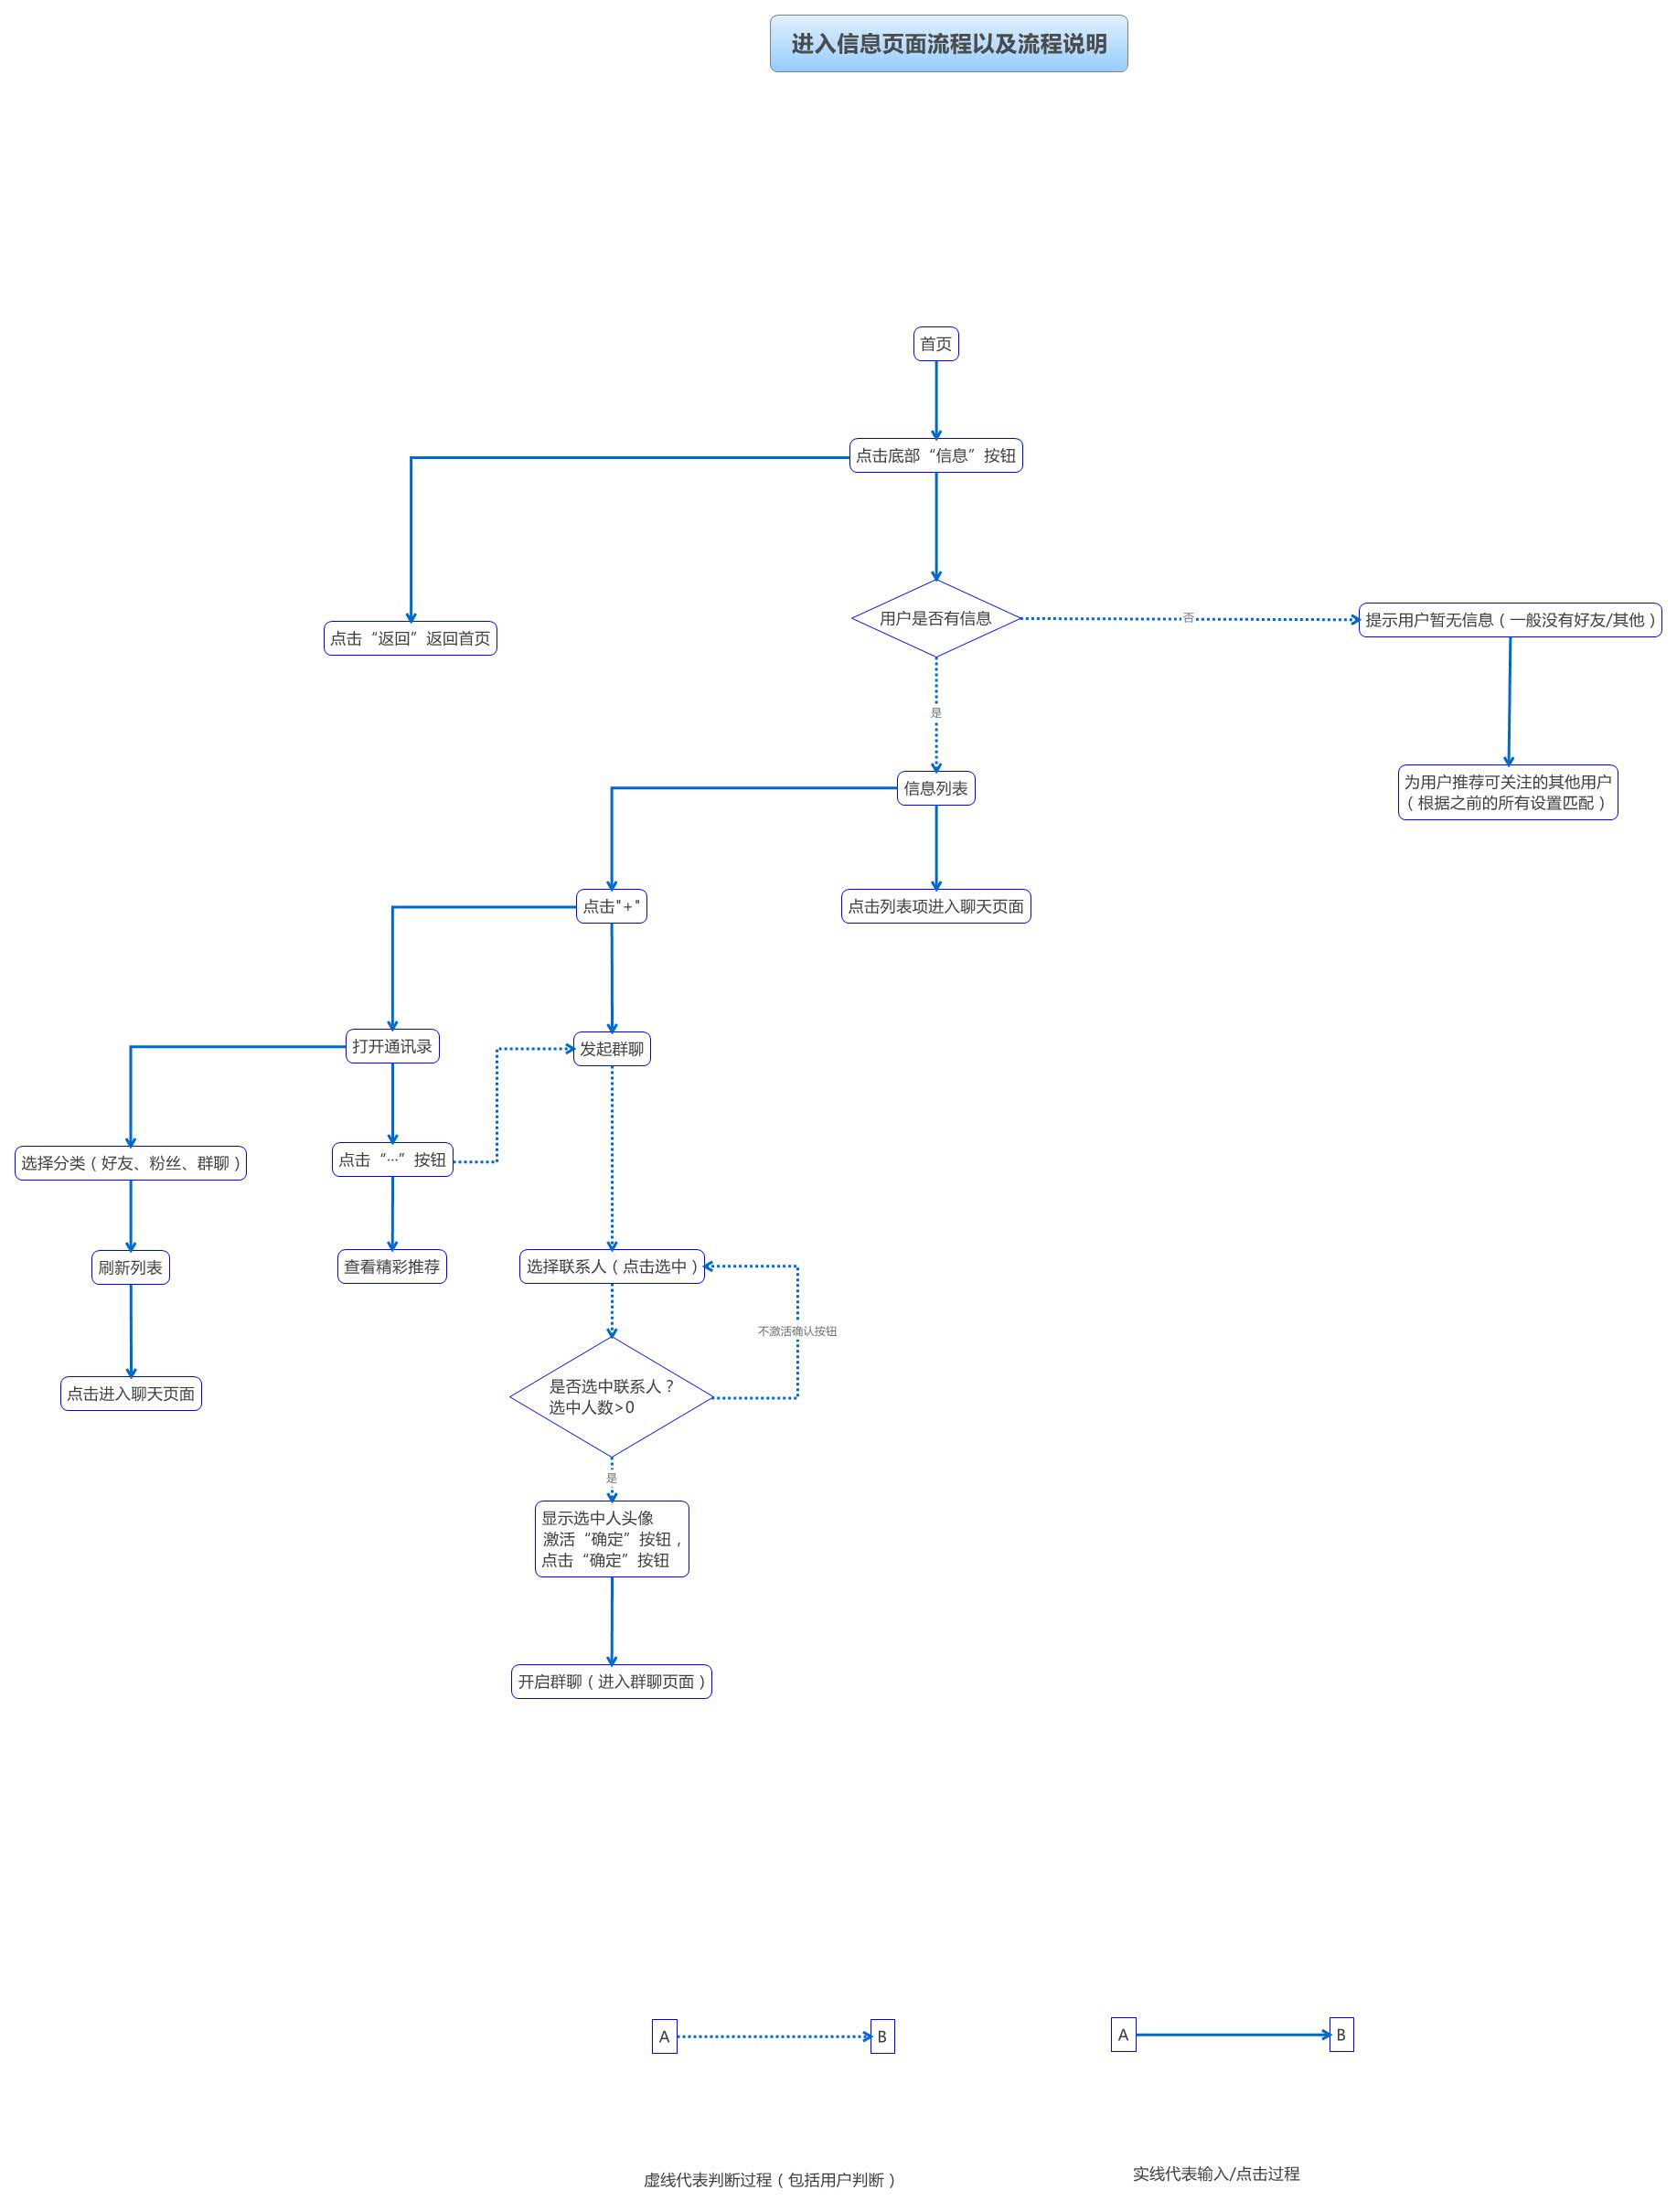 进入信息页面流程以及流程说明
首页
点击底部“信息”按钮
用户是否有信息
否
提示用户暂无信息（一般没有好友/其他）
点击“返回”返回首页
是
信息列表
为用户推荐可关注的其他用户
（根据之前的所有设置匹配）
点击"+"
点击列表项进入聊天页面
打开通讯录
发起群聊
选择分类（好友、粉丝、群聊）
点击“...”按钮
刷新列表
查看精彩推荐
选择联系人（点击选中）
不激活确认按钮
点击进入聊天页面
是否选中联系人？
选中人数>0
是
显示选中人头像
激活“确定”按钮，
点击“确定”按钮
开启群聊（进入群聊页面）
A
B
A
B
虚线代表判断过程（包括用户判断）
实线代表输入/点击过程